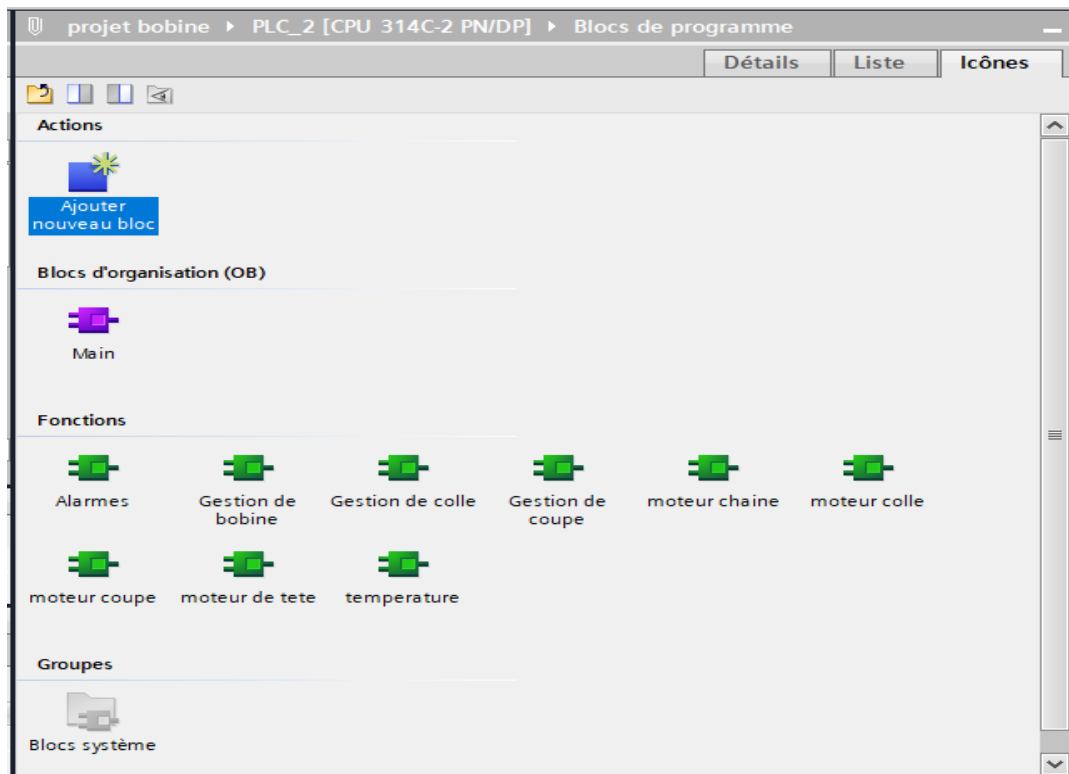 projet bobine ▸ PLC_2 [CPU 314C-2 PN/DP] ▸ Blocs de programme
Détails
Liste
Icônes
Actions
Ajouter
nouveau bloc
Blocs d'organisation (OB)
Main
Fonctions
Alarmes
Gestion de
bobine
Gestion de colle
Gestion de
coupe
moteur chaine
moteur colle
moteur coupe
moteur de tete
temperature
Groupes
Blocs système